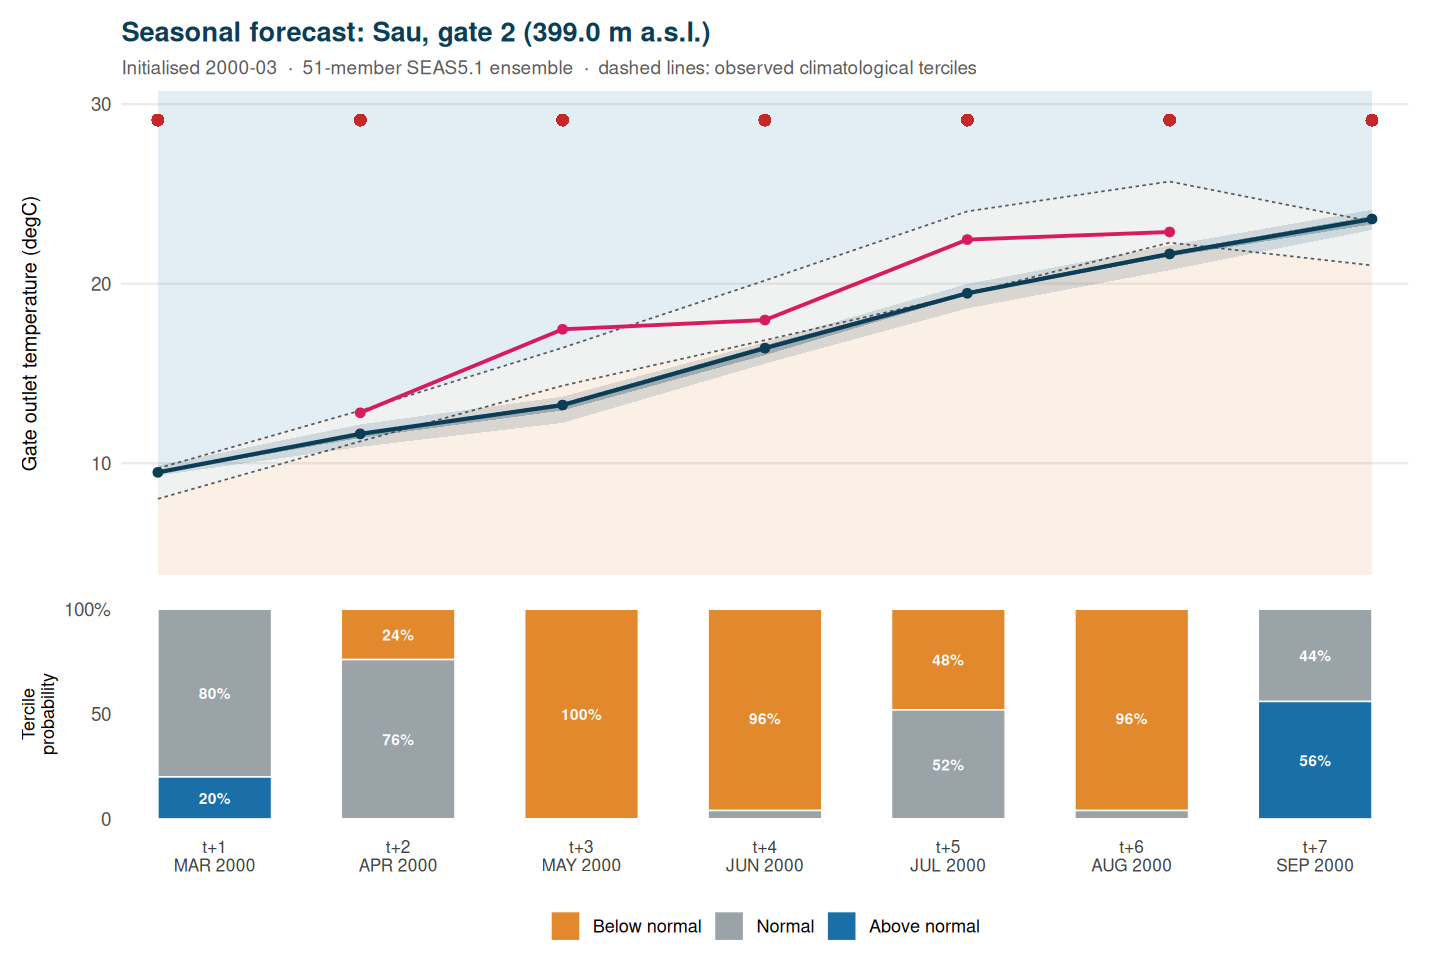 Seasonal forecast: Sau, gate 2 (399.0 m a.s.l.)
Initialised 2000-03 · 51-member SEAS5.1 ensemble · dashed lines: observed climatological terciles
Gate outlet temperature (degC)
30
20
10
Tercile
probability
100%
50
0
80%
20%
24%
76%
100%
96%
48%
52%
96%
44%
56%
t+1
MAR 2000
t+2
APR 2000
t+3
MAY 2000
t+4
JUN 2000
t+5
JUL 2000
t+6
AUG 2000
t+7
SEP 2000
Below normal
Normal
Above normal